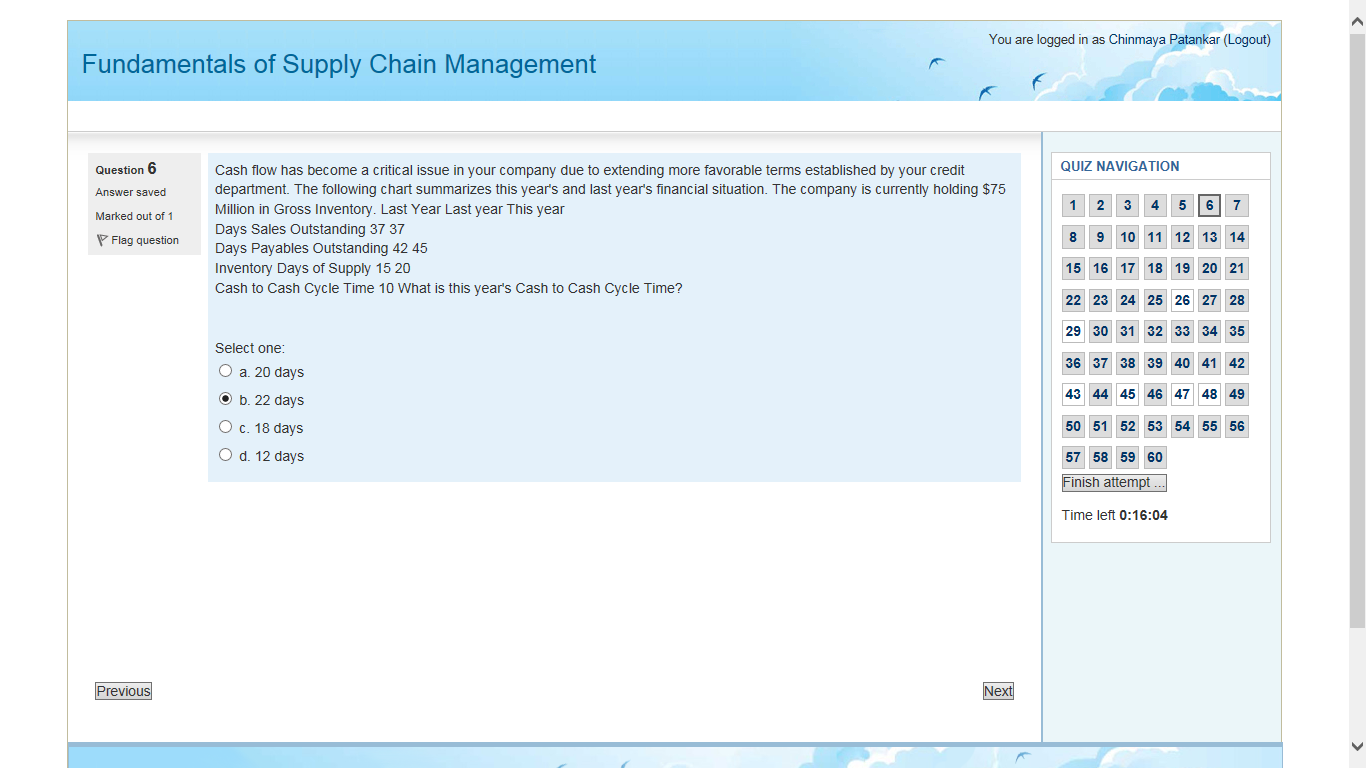 You are logged in as Chinmaya Patankar (Logout)
Fundamentals of Supply Chain Management
Question 6
Answer saved
Marked out of 1
Flag question
Cash flow has become a critical issue in your company due to extending more favorable terms established by your credit
department. The following chart summarizes this year's and last year's financial situation. The company is currently holding $75
Million in Gross Inventory. Last Year Last year This year
Days Sales Outstanding 37 37
Days Payables Outstanding 42 45
Inventory Days of Supply 15 20
Cash to Cash Cycle Time 10 What is this year's Cash to Cash Cycle Time?
Select one:
a. 20 days
b. 22 days
c. 18 days
d. 12 days
Previous
Next
QUIZ NAVIGATION
1 2 3 4 5 6 7
8 9 10 11 12 13 14
15 16 17 18 19 20 21
22 23 24 25 26 27 28
29 30 31 32 33 34 35
36 37 38 39 40 41 42
43 44 45 46 47 48 49
50 51 52 53 54 55 56
57 58 59 60
Finish attempt ...
Time left 0:16:04